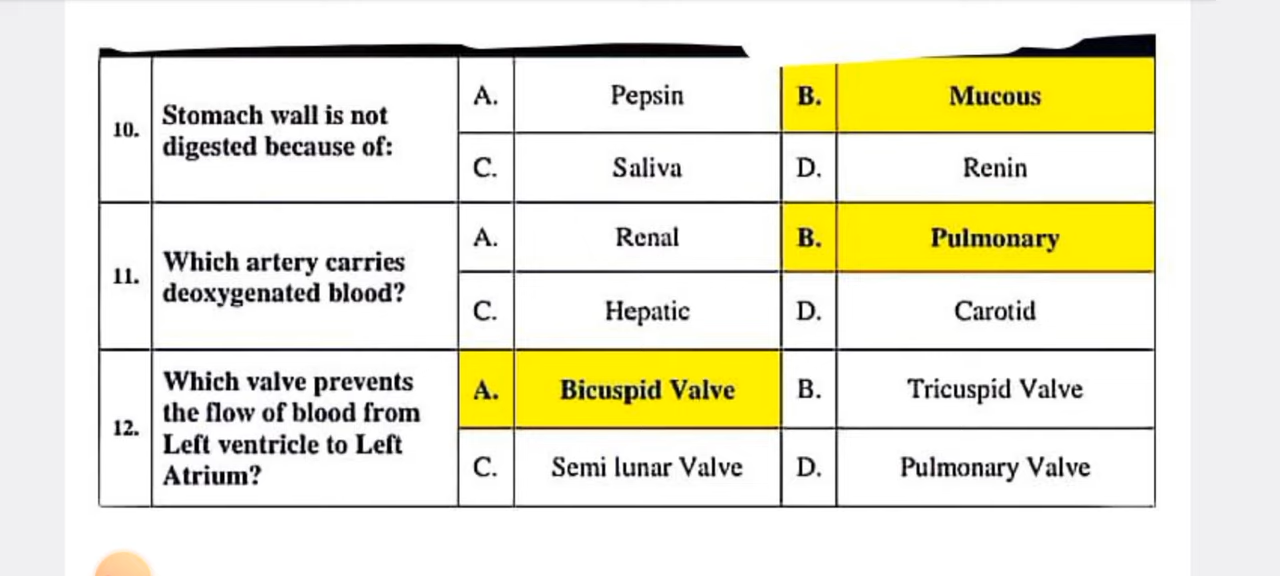 10.
Stomach wall is not
digested because of:
A.
Pepsin
B.
Mucous
C.
Saliva
D.
Renin
11.
Which artery carries
deoxygenated blood?
A.
Renal
B.
Pulmonary
C.
Hepatic
D.
Carotid
12.
Which valve prevents
the flow of blood from
Left ventricle to Left
Atrium?
A.
Bicuspid Valve
B.
Tricuspid Valve
C.
Semi lunar Valve
D.
Pulmonary Valve